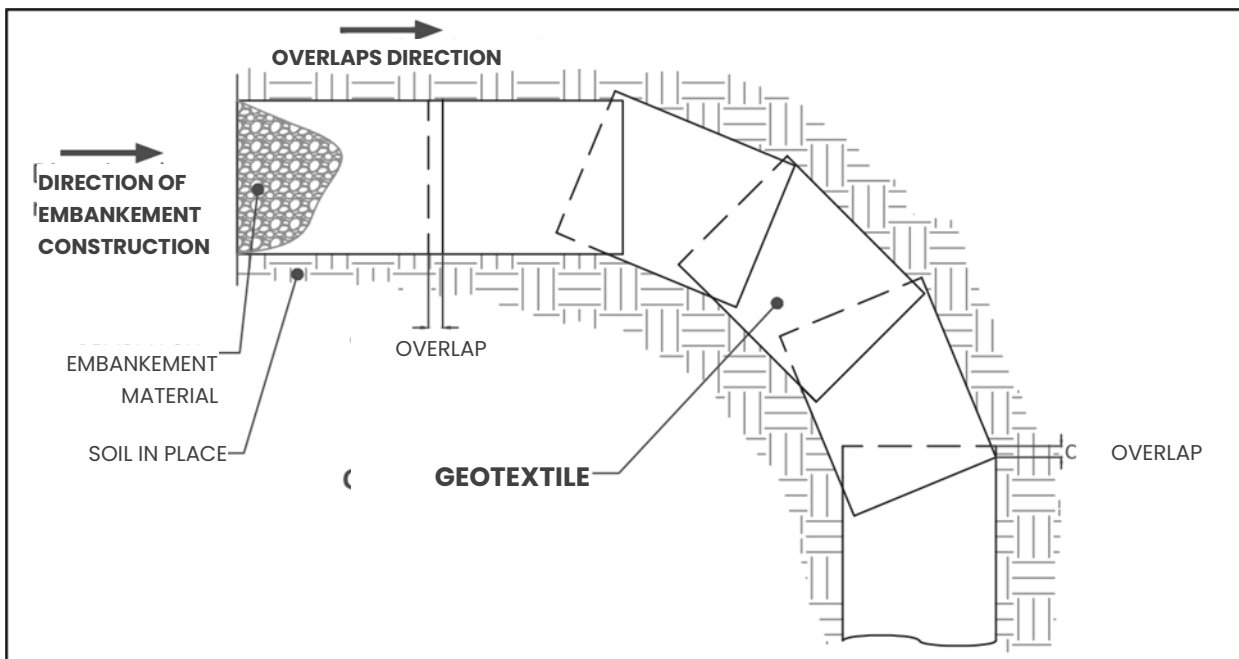 OVERLAPS DIRECTION
DIRECTION OF
EMBANKEMENT
CONSTRUCTION
OVERLAP
EMBANKEMENT
MATERIAL
SOIL IN PLACE
GEOTEXTILE
OVERLAP